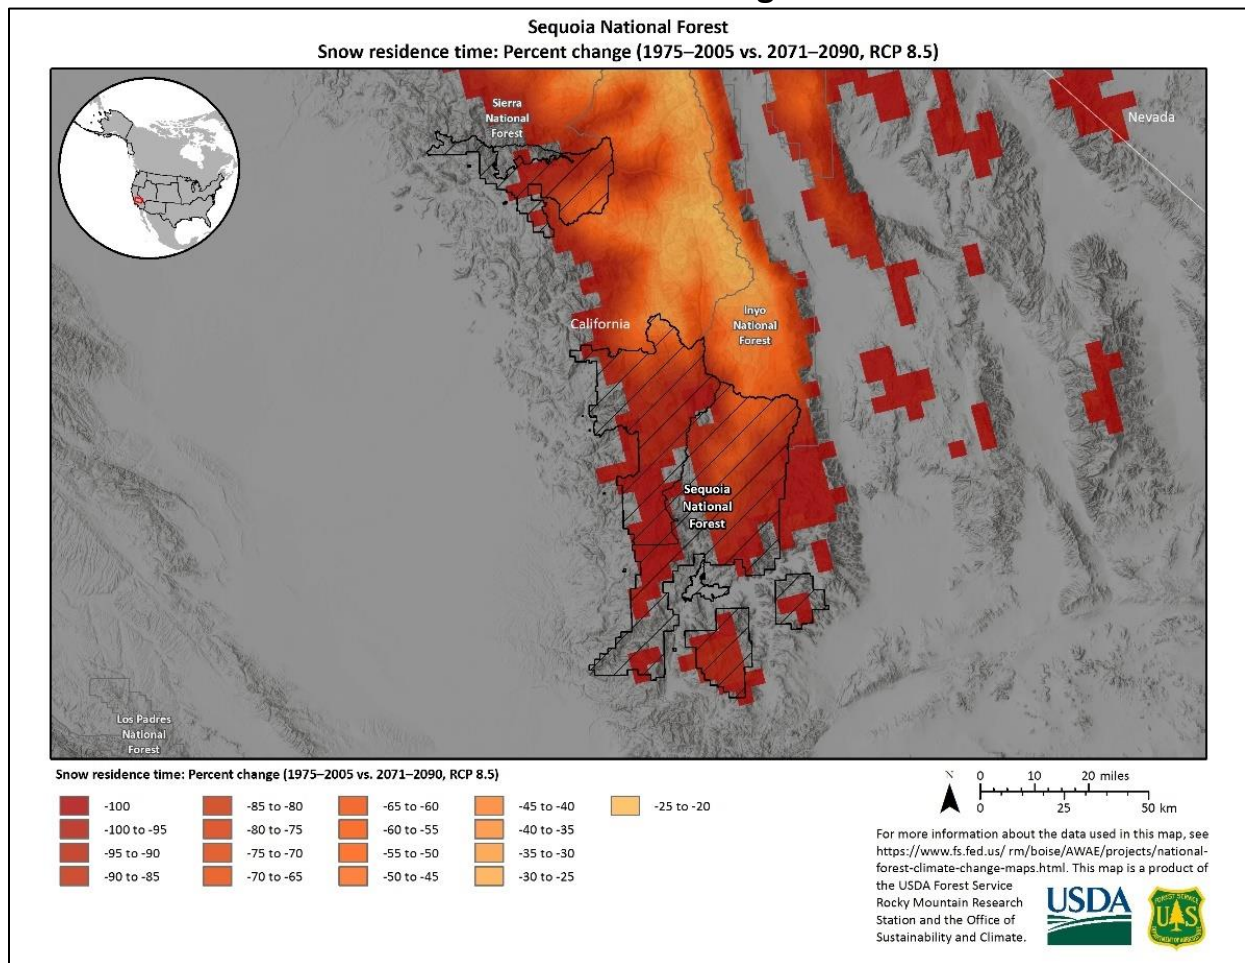 Sequoia National Forest
Snow residence time: Percent change (1975–2005 vs. 2071–2090, RCP 8.5)
Sierra
National
Forest
Nevada
California
Inyo
National
Forest
Sequoia
National
Forest
Los Padres
National
Forest
Snow residence time: Percent change (1975–2005 vs. 2071–2090, RCP 8.5)
-100
-100 to -95
-95 to -90
-90 to -85
-85 to -80
-80 to -75
-75 to -70
-70 to -65
-65 to -60
-60 to -55
-55 to -50
-50 to -45
-45 to -40
-40 to -35
-35 to -30
-30 to -25
-25 to -20
N
0 10 20 miles
0 25 50 km
For more information about the data used in this map, see
https://www.fs.fed.us/ rm/boise/AWAE/projects/national-
forest-climate-change-maps.html. This map is a product of
the USDA Forest Service
Rocky Mountain Research
Station and the Office of
Sustainability and Climate.
USDA
FOREST SERVICE
U S
DEPARTMENT OF AGRICULTURE